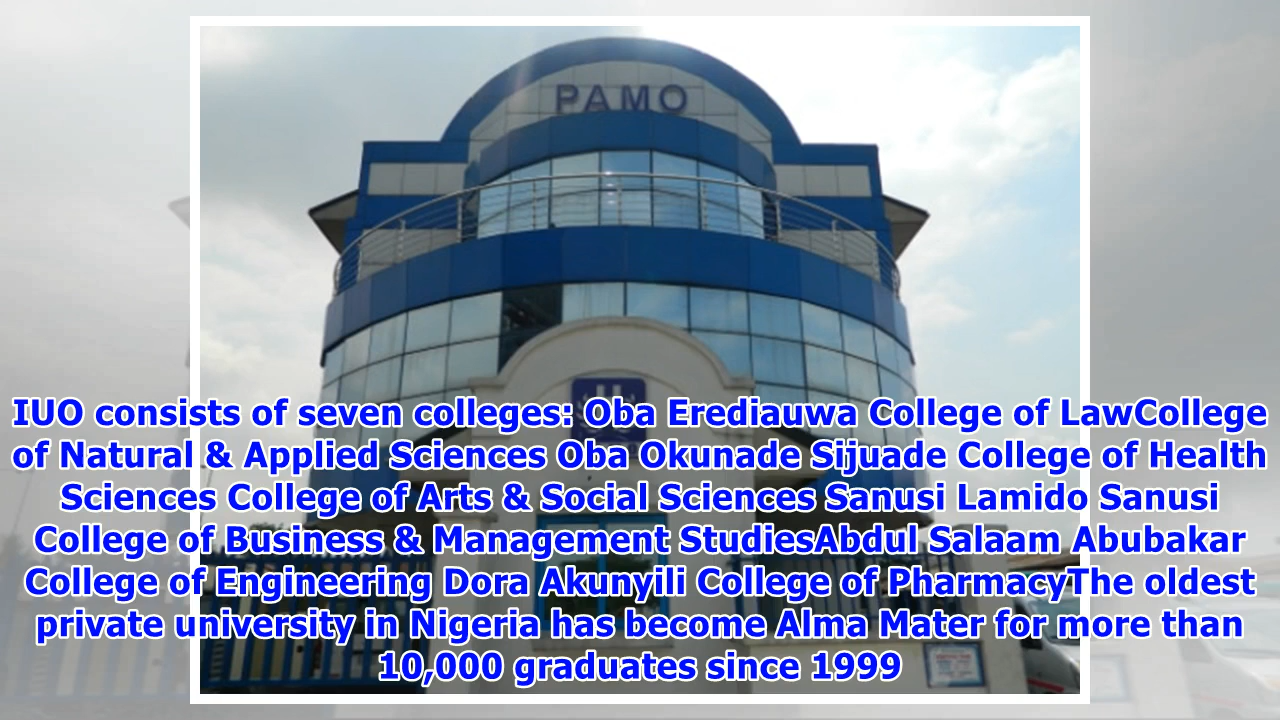 PAMO
IUO consists of seven colleges: Oba Erediauwa College of LawCollege
of Natural & Applied Sciences Oba Okunade Sijuade College of Health
Sciences College of Arts & Social Sciences Sanusi Lamido Sanusi
College of Business & Management StudiesAbdul Salaam Abubakar
College of Engineering Dora Akunyili College of PharmacyThe oldest
private university in Nigeria has become Alma Mater for more than
10,000 graduates since 1999